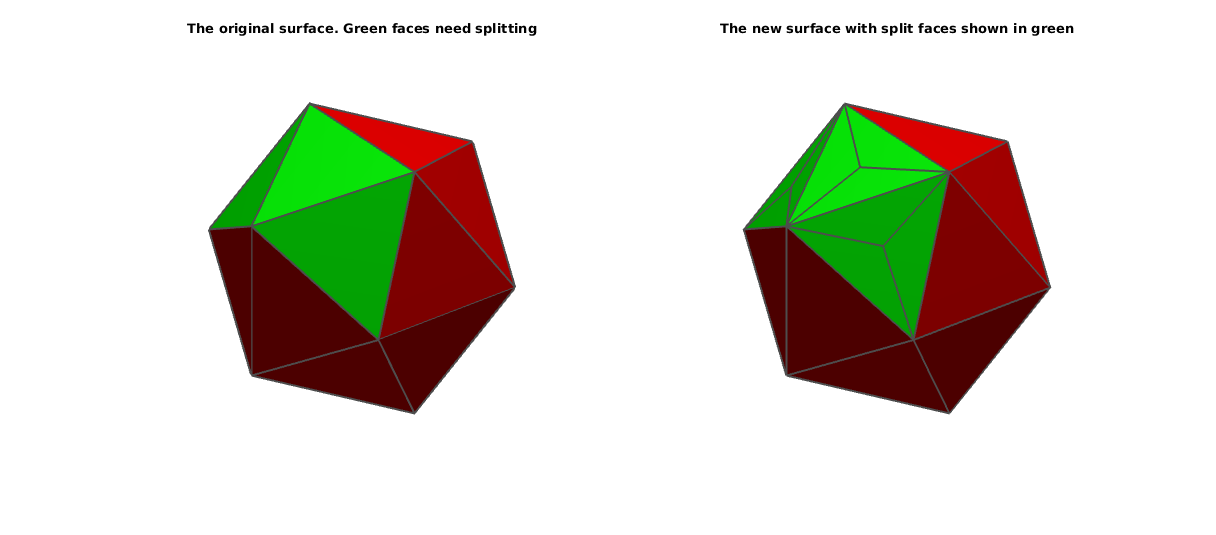 The original surface. Green faces need splitting
The new surface with split faces shown in green